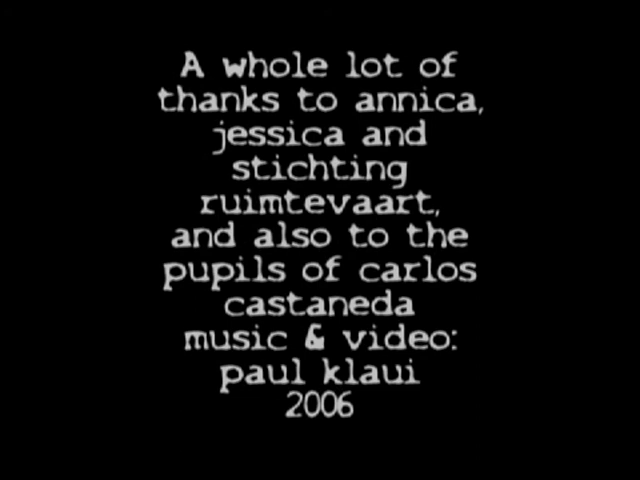 A whole lot of
thanks to annica,
jessica and
stichting
ruimtevaart,
and also to the
pupils of carlos
castaneda
music & video:
paul klaui
2006